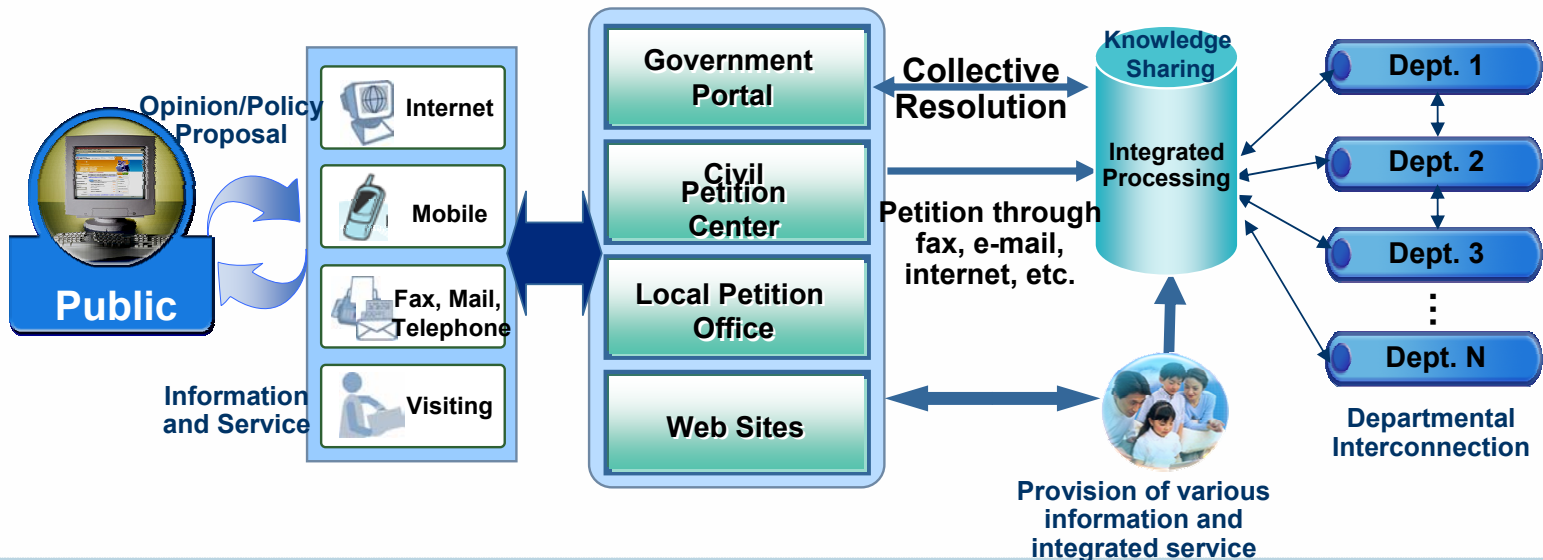 Opinion/Policy
Proposal
Public
Information
and Service
Internet
Mobile
Fax, Mail,
Telephone
Visiting
Government
Portal
Civil
Petition
Center
Local Petition
Office
Web Sites
Collective
Resolution
Petition through
fax, e-mail,
internet, etc.
Knowledge
Sharing
Integrated
Processing
Provision of various
information and
integrated service
Dept. 1
Dept. 2
Dept. 3
Dept. N
Departmental
Interconnection